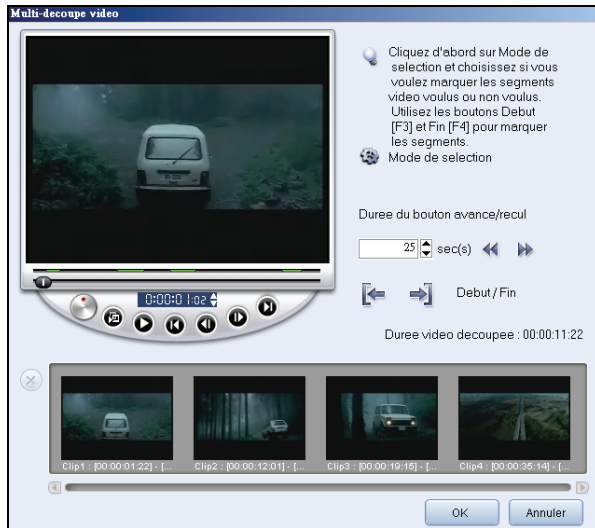 Multi-decoupe video
Cliquez d'abord sur Mode de
selection et choisissez si vous
voulez marquer les segments
video voulus ou non voulus.
Utilisez les boutons Debut
[F3] et Fin [F4] pour marquer
les segments.
Mode de selection
Duree du bouton avance/recul
25 sec(s)
0:00:01:02
Debut / Fin
Duree video decoupee : 00:00:11:22
Clip1 : [00:00:01:22] - [...
Clip2 : [00:00:12:01] - [...
Clip3 : [00:00:19:15] - [...
Clip4 : [00:00:35:14] - [...
OK
Annuler